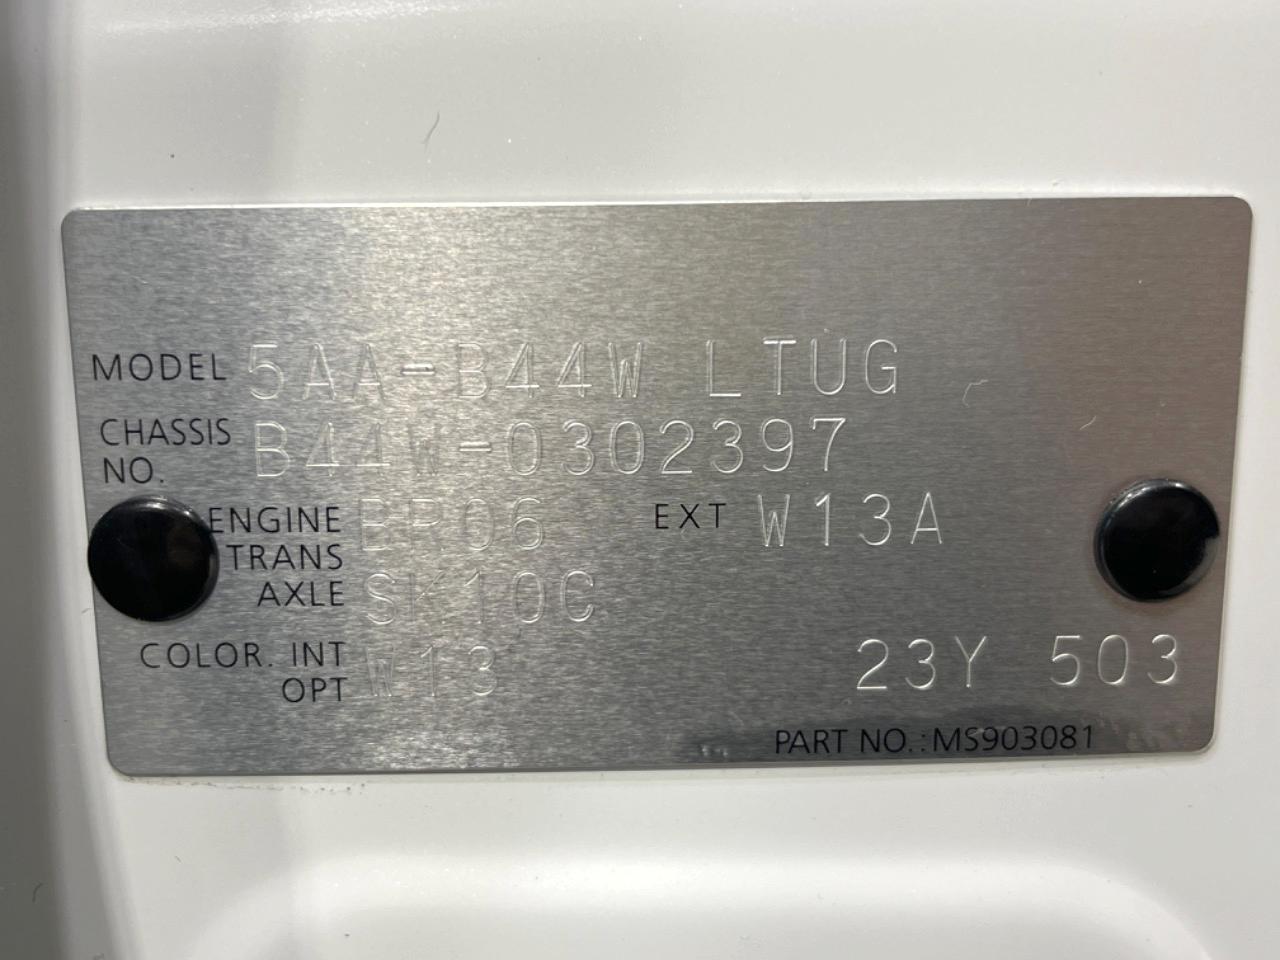 MODEL 5AA-B44W LTUG
CHASSIS NO. B44W-0302397
ENGINE BR06 EXT W13A
TRANS AXLE SK10C
COLOR. INT W13 23Y 503
OPT
PART NO.:MS903081